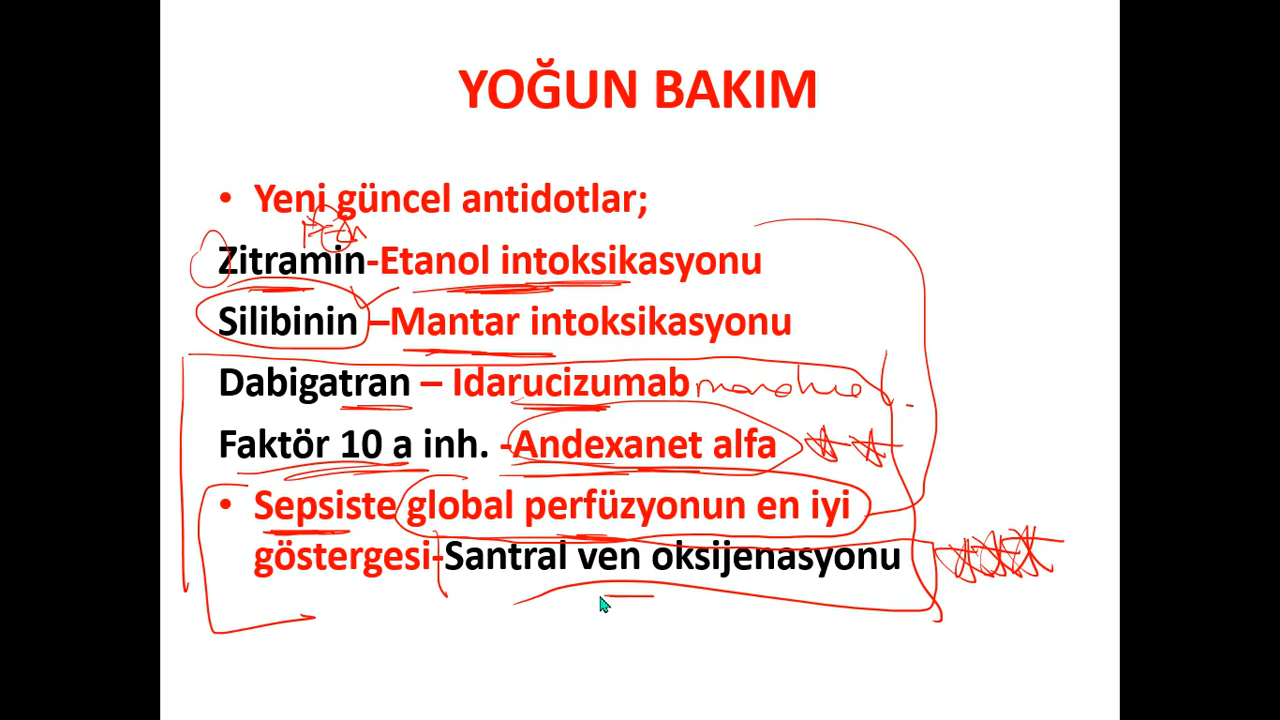 YOĞUN BAKIM
• Yeni güncel antidotlar;
Zitramin-Etanol intoksikasyonu
Silibinin –Mantar intoksikasyonu
Dabigatran – Idarucizumab
Faktör 10 a inh. -Andexanet alfa
• Sepsiste global perfüzyonun en iyi
göstergesi-Santral ven oksijenasyonu